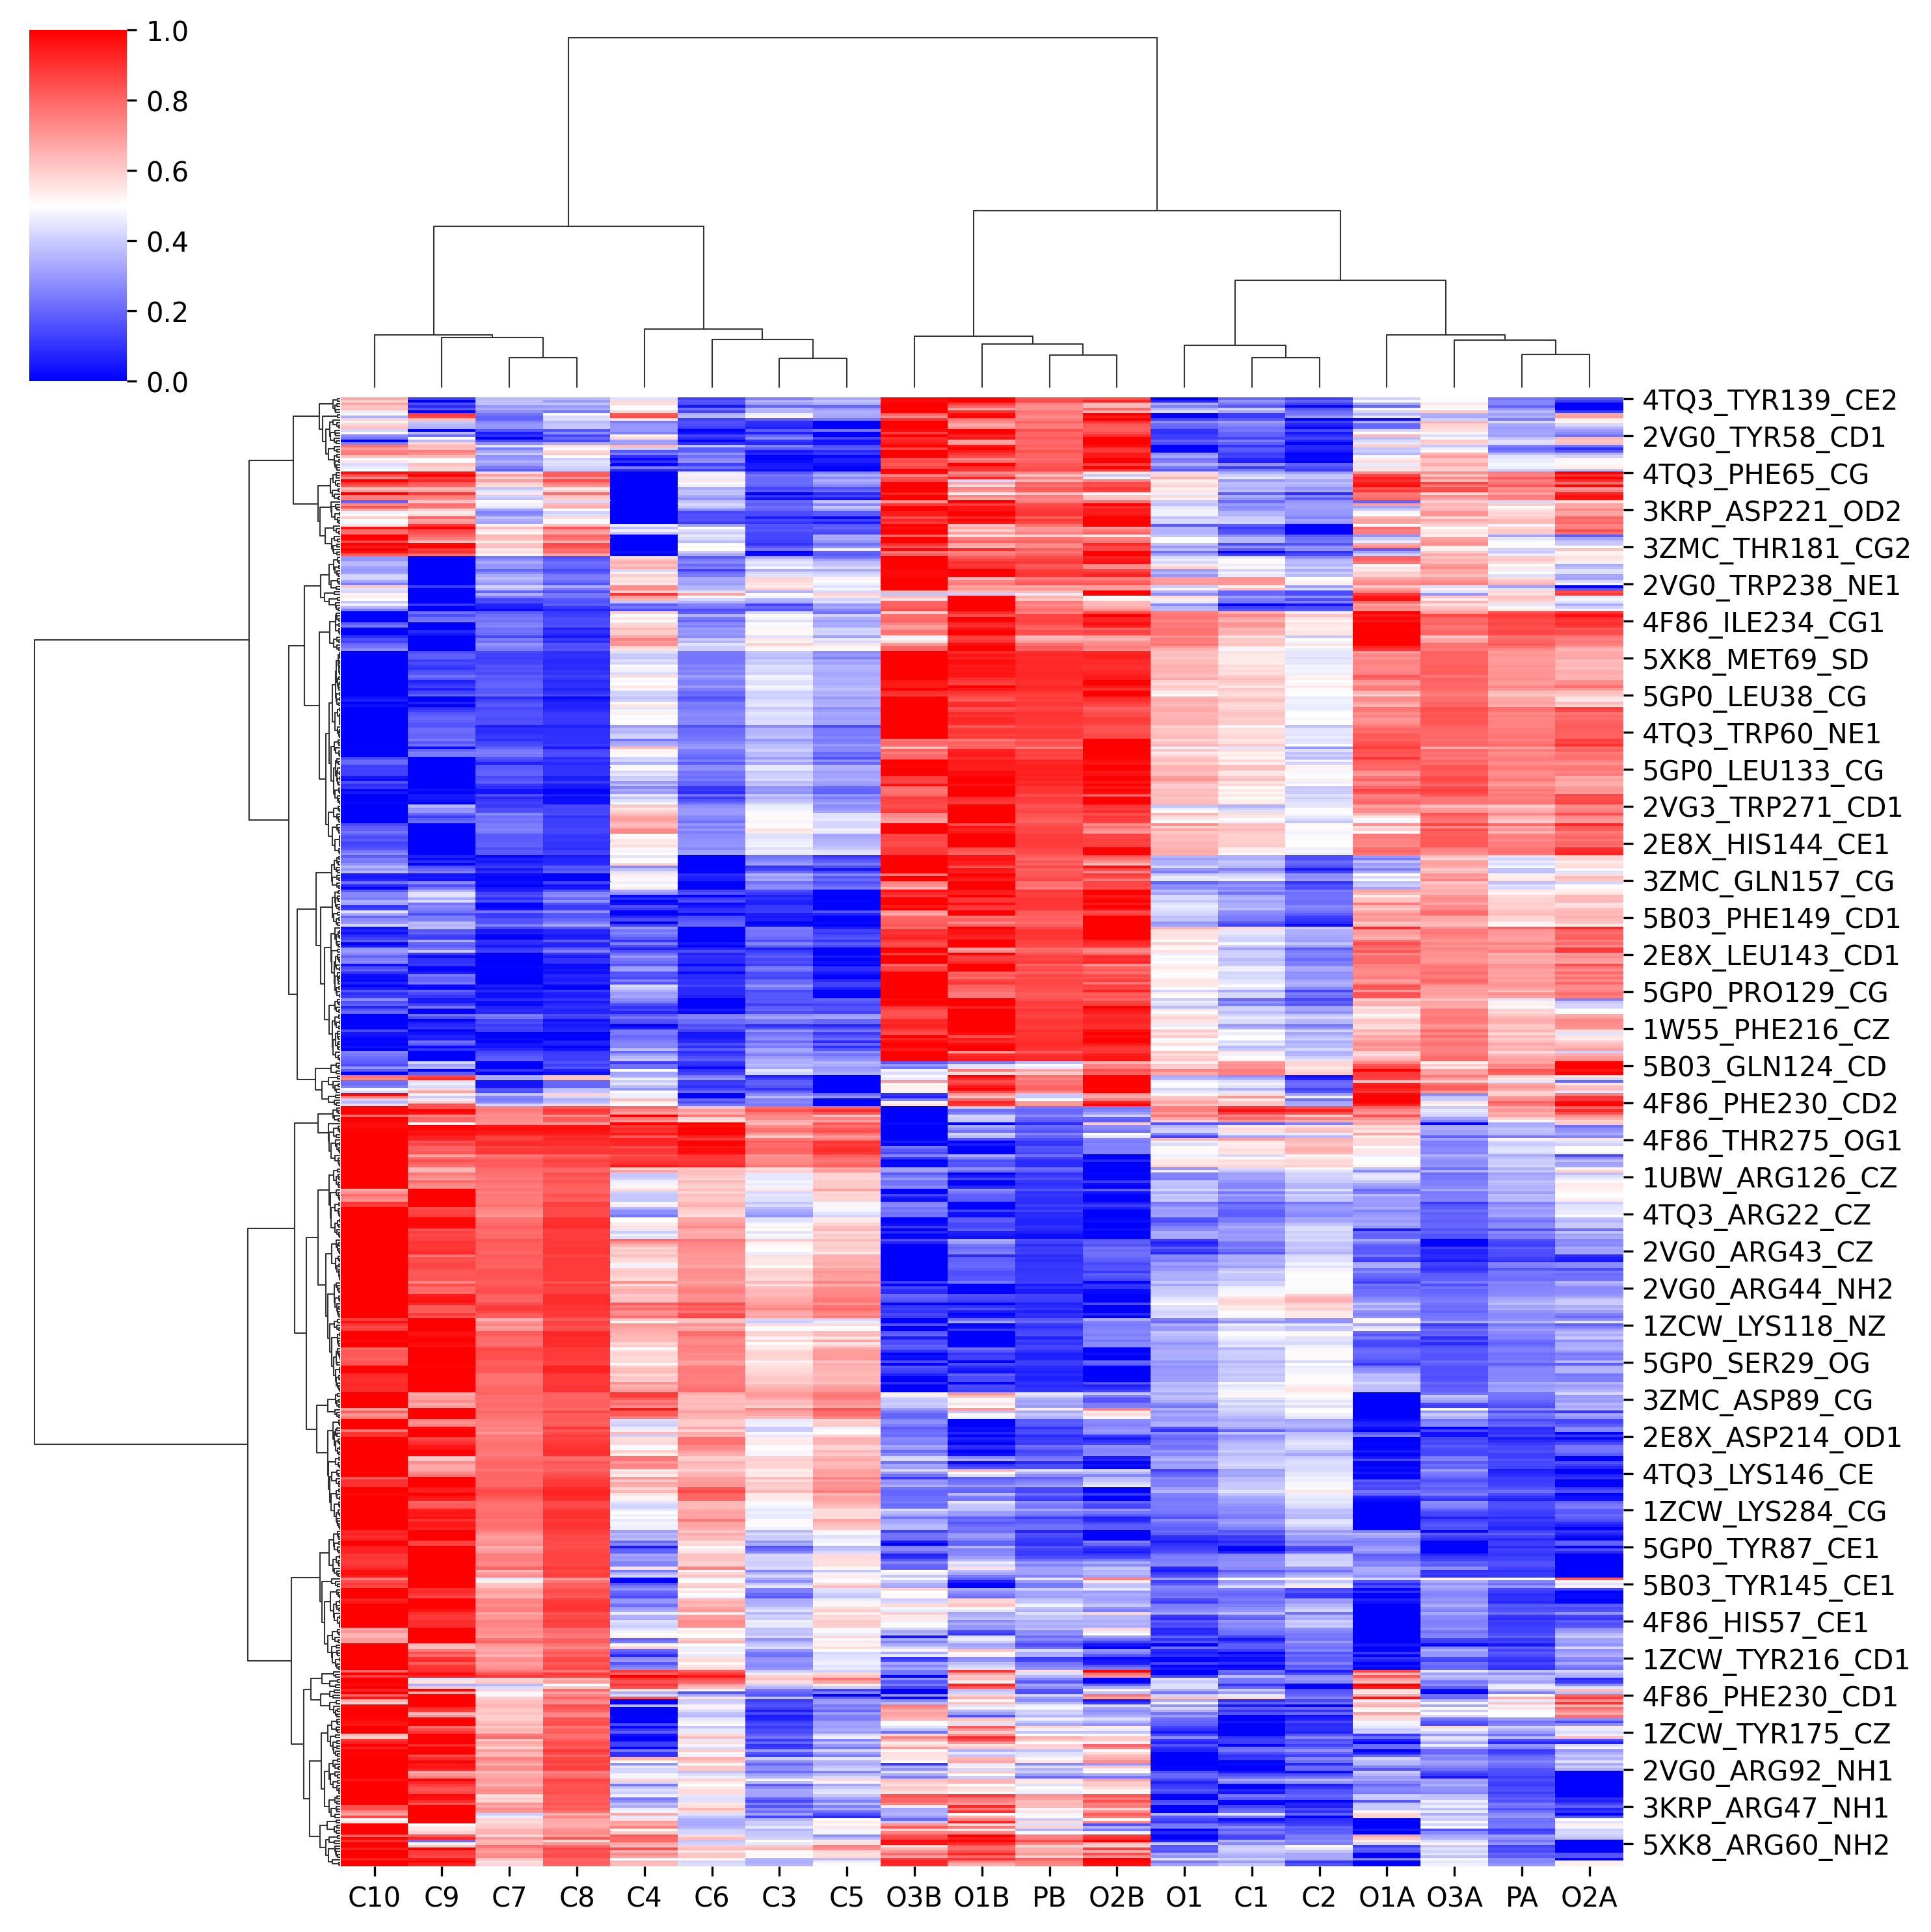 1.0
0.8
0.6
0.4
0.2
0.0
4TQ3_TYR139_CE2
2VG0_TYR58_CD1
4TQ3_PHE65_CG
3KRP_ASP221_OD2
3ZMC_THR181_CG2
2VG0_TRP238_NE1
4F86_ILE234_CG1
5XK8_MET69_SD
5GP0_LEU38_CG
4TQ3_TRP60_NE1
5GP0_LEU133_CG
2VG3_TRP271_CD1
2E8X_HIS144_CE1
3ZMC_GLN157_CG
5B03_PHE149_CD1
2E8X_LEU143_CD1
5GP0_PRO129_CG
1W55_PHE216_CZ
5B03_GLN124_CD
4F86_PHE230_CD2
4F86_THR275_OG1
1UBW_ARG126_CZ
4TQ3_ARG22_CZ
2VG0_ARG43_CZ
2VG0_ARG44_NH2
1ZCW_LYS118_NZ
5GP0_SER29_OG
3ZMC_ASP89_CG
2E8X_ASP214_OD1
4TQ3_LYS146_CE
1ZCW_LYS284_CG
5GP0_TYR87_CE1
5B03_TYR145_CE1
4F86_HIS57_CE1
1ZCW_TYR216_CD1
4F86_PHE230_CD1
1ZCW_TYR175_CZ
2VG0_ARG92_NH1
3KRP_ARG47_NH1
5XK8_ARG60_NH2
C10 C9 C7 C8 C4 C6 C3 C5 O3B O1B PB O2B O1 C1 C2 O1A O3A PA O2A